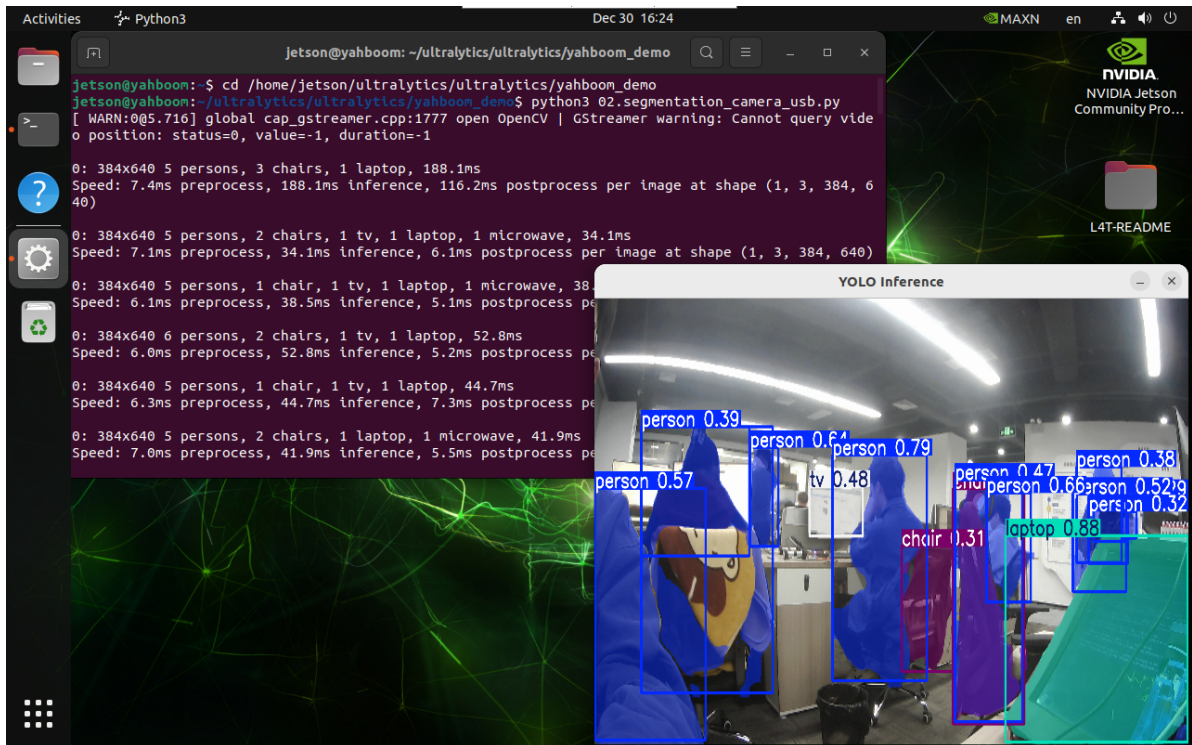 Activities
Python3
Dec 30 16:24
MAXN
en
jetson@yahboom: ~/ultralytics/ultralytics/yahboom_demo
jetson@yahboom:~$ cd /home/jetson/ultralytics/ultralytics/yahboom_demo
jetson@yahboom:~/ultralytics/ultralytics/yahboom_demo$ python3 02.segmentation_camera_usb.py
[ WARN:0@5.716] global cap_gstreamer.cpp:1777 open OpenCV | GStreamer warning: Cannot query vide
o position: status=0, value=-1, duration=-1
0: 384x640 5 persons, 3 chairs, 1 laptop, 188.1ms
Speed: 7.4ms preprocess, 188.1ms inference, 116.2ms postprocess per image at shape (1, 3, 384, 6
40)
0: 384x640 5 persons, 2 chairs, 1 tv, 1 laptop, 1 microwave, 34.1ms
Speed: 7.1ms preprocess, 34.1ms inference, 6.1ms postprocess per image at shape (1, 3, 384, 640)
0: 384x640 5 persons, 1 chair, 1 tv, 1 laptop, 1 microwave, 38.
Speed: 6.1ms preprocess, 38.5ms inference, 5.1ms postprocess pe
0: 384x640 6 persons, 2 chairs, 1 tv, 1 laptop, 52.8ms
Speed: 6.0ms preprocess, 52.8ms inference, 5.2ms postprocess pe
0: 384x640 5 persons, 1 chair, 1 tv, 1 laptop, 44.7ms
Speed: 6.3ms preprocess, 44.7ms inference, 7.3ms postprocess pe
0: 384x640 5 persons, 2 chairs, 1 laptop, 1 microwave, 41.9ms
Speed: 7.0ms preprocess, 41.9ms inference, 5.5ms postprocess pe
NVIDIA.
NVIDIA Jetson
Community Pro...
L4T-README
YOLO Inference
person 0.39
person 0.64
person 0.79
person 0.38
person 0.47
person 0.57
tv 0.48
person 0.66
person 0.52
person 0.32
laptop 0.88
chair 0.31